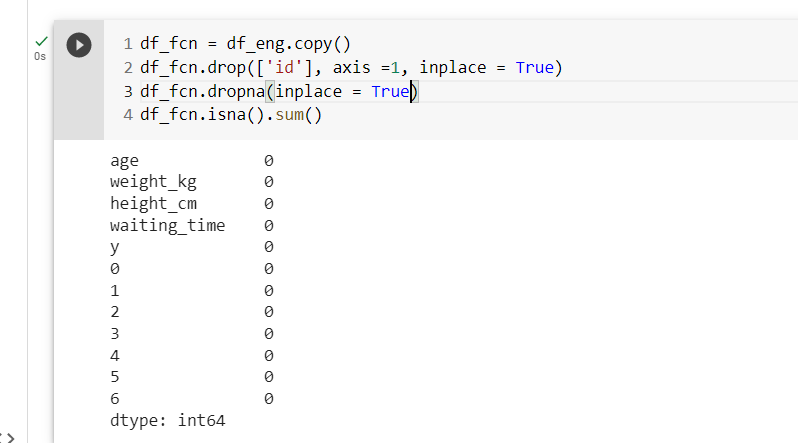 0s
1 df_fcn = df_eng.copy()
2 df_fcn.drop(['id'], axis =1, inplace = True)
3 df_fcn.dropna(inplace = True)
4 df_fcn.isna().sum()
age 0
weight_kg 0
height_cm 0
waiting_time 0
y 0
0 0
1 0
2 0
3 0
4 0
5 0
6 0
dtype: int64